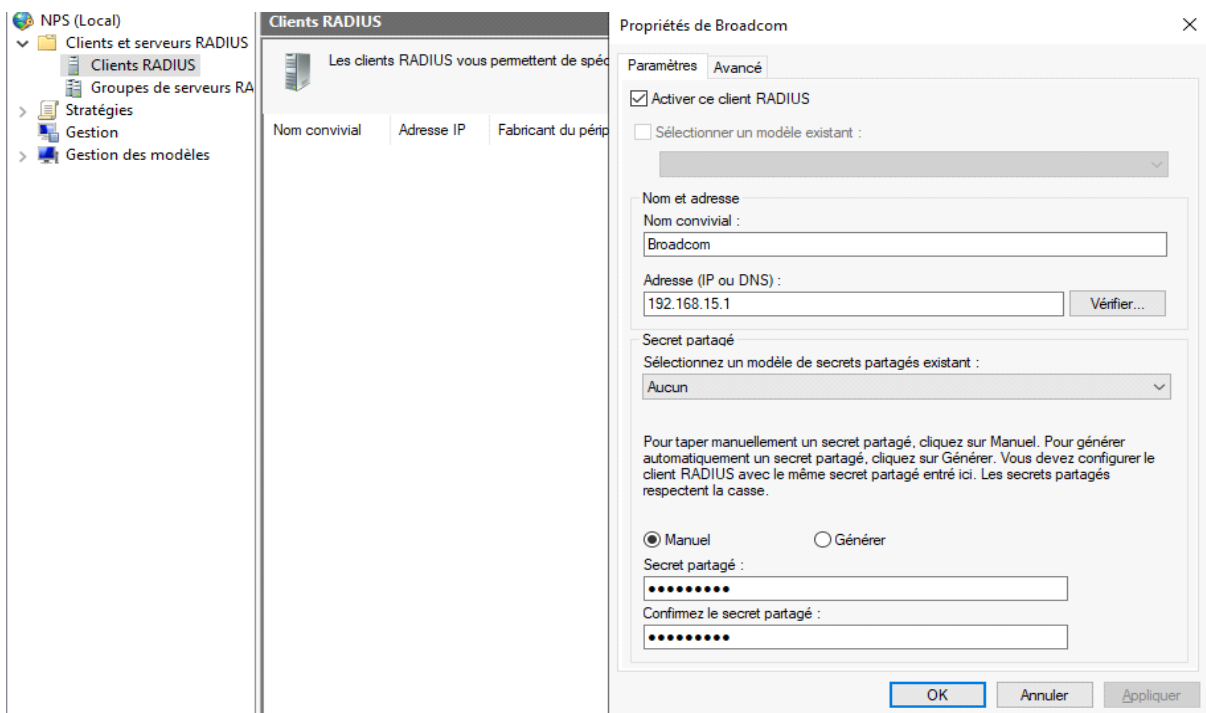 NPS (Local)
Clients et serveurs RADIUS
Clients RADIUS
Groupes de serveurs RA
Stratégies
Gestion
Gestion des modèles
Clients RADIUS
Les clients RADIUS vous permettent de spéc
Nom convivial
Adresse IP
Fabricant du périp
Propriétés de Broadcom
Paramètres
Avancé
Activer ce client RADIUS
Sélectionner un modèle existant :
Nom et adresse
Nom convivial :
Broadcom
Adresse (IP ou DNS) :
192.168.15.1
Vérifier...
Secret partagé
Sélectionnez un modèle de secrets partagés existant :
Aucun
Pour taper manuellement un secret partagé, cliquez sur Manuel. Pour générer
automatiquement un secret partagé, cliquez sur Générer. Vous devez configurer le
client RADIUS avec le même secret partagé entré ici. Les secrets partagés
respectent la casse.
Manuel
Générer
Secret partagé :
●●●●●●●●●
Confirmez le secret partagé :
●●●●●●●●●
OK
Annuler
Appliquer